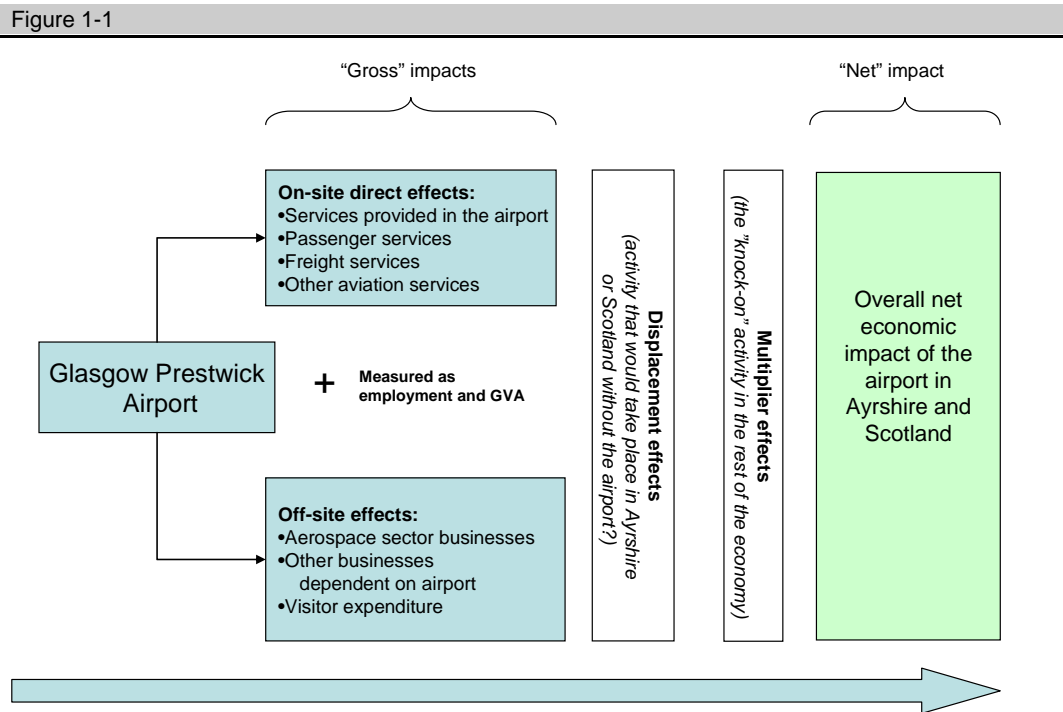 Figure 1-1
“Gross” impacts
“Net” impact
On-site direct effects:
•Services provided in the airport
•Passenger services
•Freight services
•Other aviation services
Glasgow Prestwick
Airport
+
Measured as
employment and GVA
Off-site effects:
•Aerospace sector businesses
•Other businesses
dependent on airport
•Visitor expenditure
Displacement effects
(activity that would take place in Ayrshire
or Scotland without the airport?)
Multiplier effects
(the ”knock-on” activity in the rest of the economy)
Overall net
economic
impact of the
airport in
Ayrshire and
Scotland